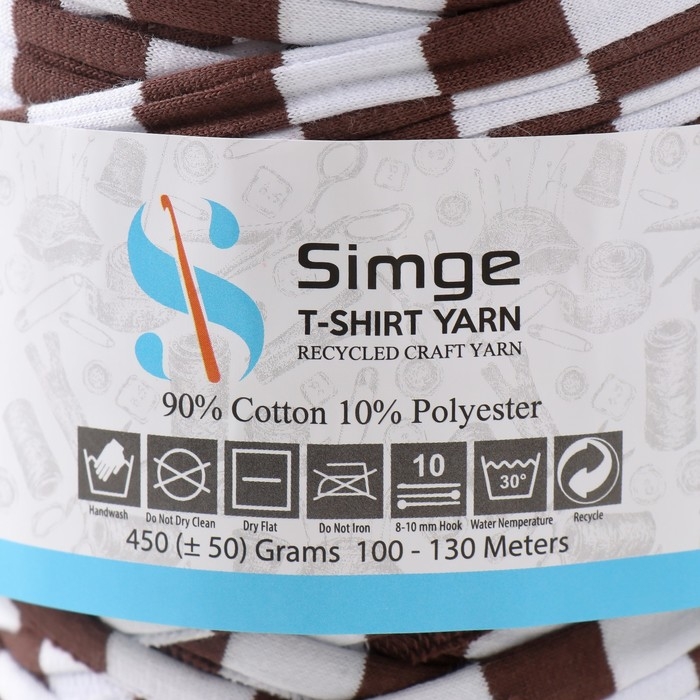 Simge
T-SHIRT YARN
RECYCLED CRAFT YARN
90% Cotton 10% Polyester
10
30°
Handwash
Do Not Dry Clean
Dry Flat
Do Not Iron
8-10 mm Hook
Water Nemperature
Recycle
450 (± 50) Grams 100 - 130 Meters